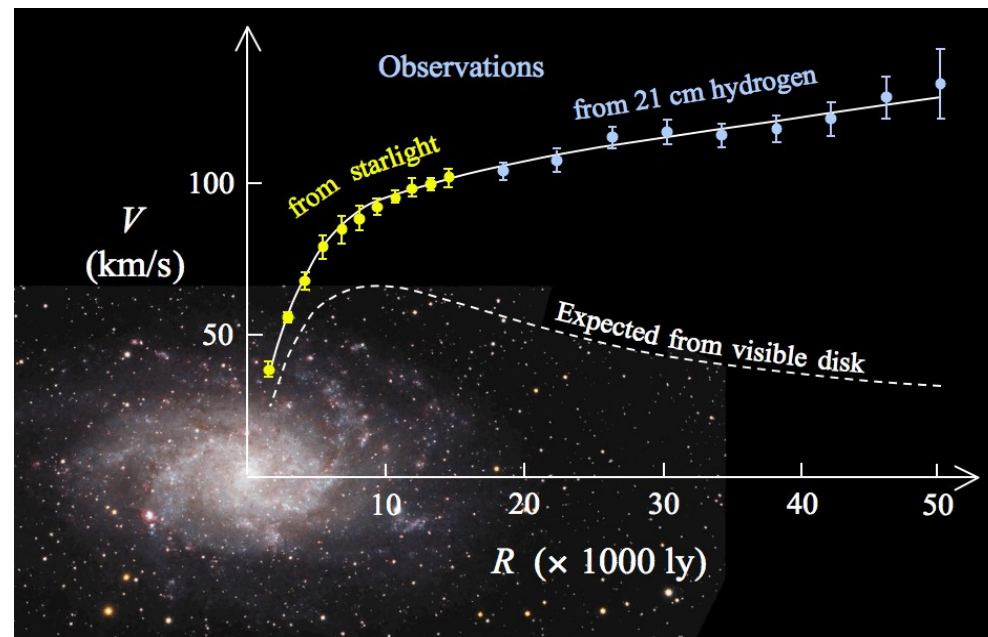 Observations
from 21 cm hydrogen
from starlight
100
V
(km/s)
50
Expected from visible disk
10 20 30 40 50
R (× 1000 ly)